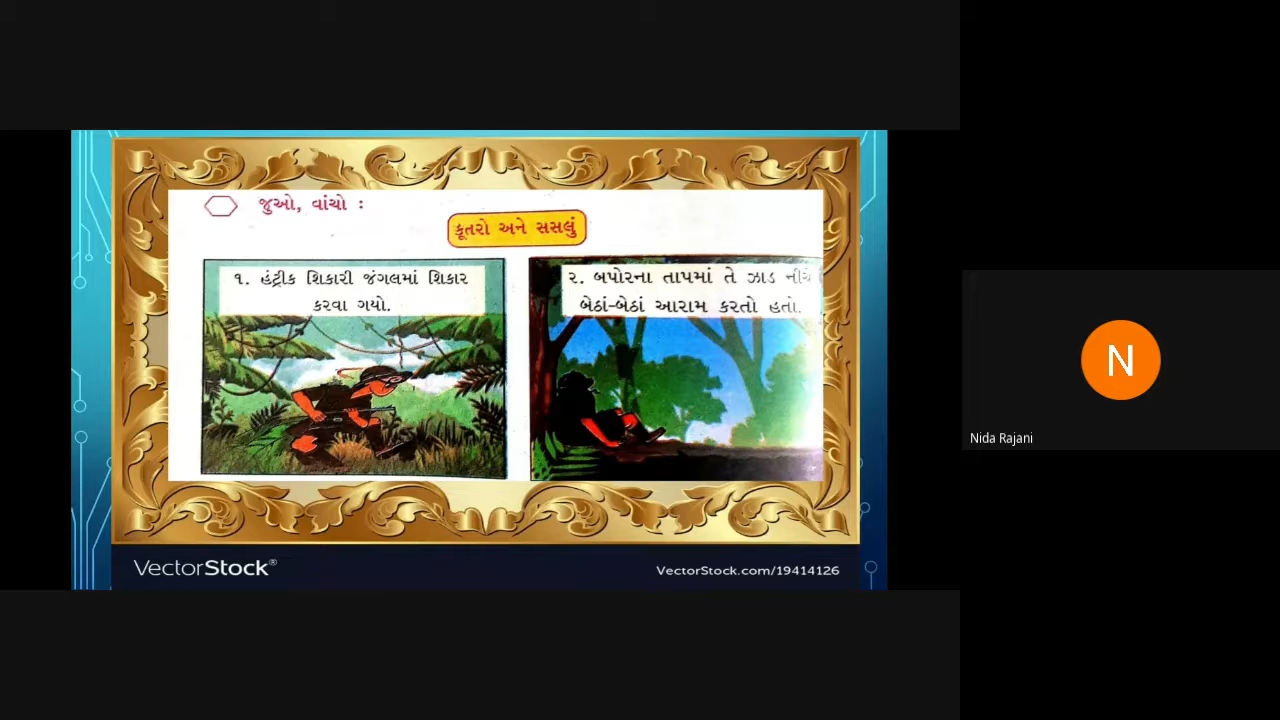 જુઓ, વાંચો :
કૂતરો અને સસલું
૧. હંટ્રીક શિકારી જંગલમાં શિકાર
કરવા ગયો.
૨. બપોરના તાપમાં તે ઝાડ નીચે
બેઠાં-બેઠાં આરામ કરતો હતો.
VectorStock®
VectorStock.com/19414126
N
Nida Rajani